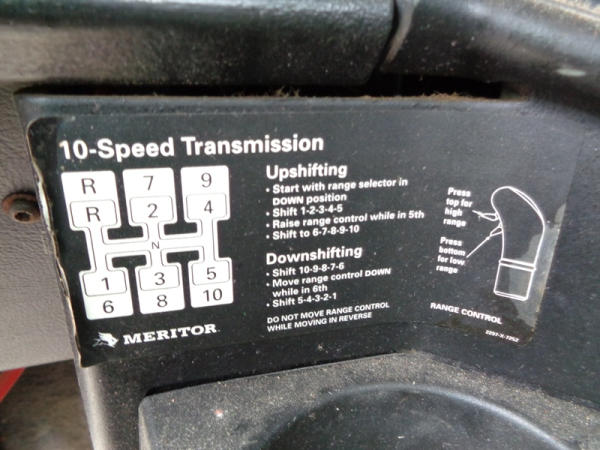 10-Speed Transmission
R 7 9
R 2 4
N
1 3 5
6 8 10
MERITOR
Upshifting
• Start with range selector in
DOWN position
• Shift 1-2-3-4-5
• Raise range control while in 5th
• Shift to 6-7-8-9-10
Downshifting
• Shift 10-9-8-7-6
• Move range control DOWN
while in 6th
• Shift 5-4-3-2-1
DO NOT MOVE RANGE CONTROL
WHILE MOVING IN REVERSE
Press
top for
high
range
Press
bottom
for low
range
RANGE CONTROL
2297-X-7252